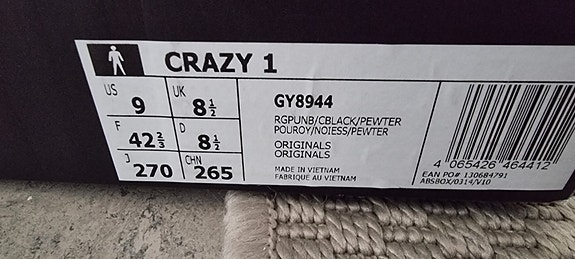 CRAZY 1
US UK
9 8½
F D
42⅔ 8½
J CHN
270 265
GY8944
RGPUNB/CBLACK/PEWTER
POUROY/NOIESS/PEWTER
ORIGINALS
ORIGINALS
MADE IN VIETNAM
FABRIQUE AU VIETNAM
4 065426 464412
EAN PO# 130684791
ABSBOX/0314/V10